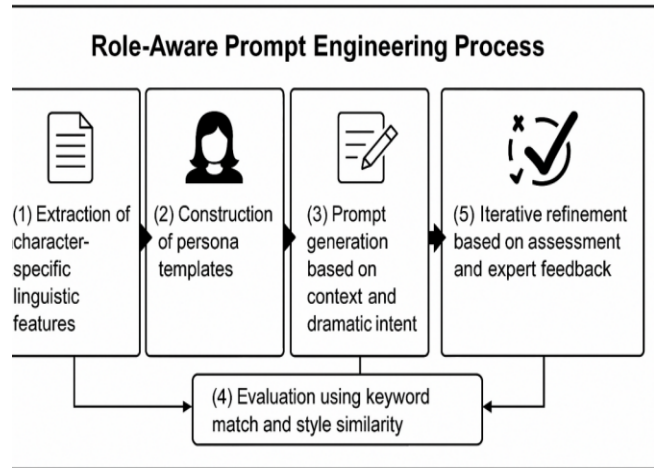 Role-Aware Prompt Engineering Process
(1) Extraction of
character-
specific
linguistic
features
(2) Construction
of persona
templates
(3) Prompt
generation
based on
context and
dramatic intent
(5) Iterative refinement
based on assessment
and expert feedback
(4) Evaluation using keyword
match and style similarity